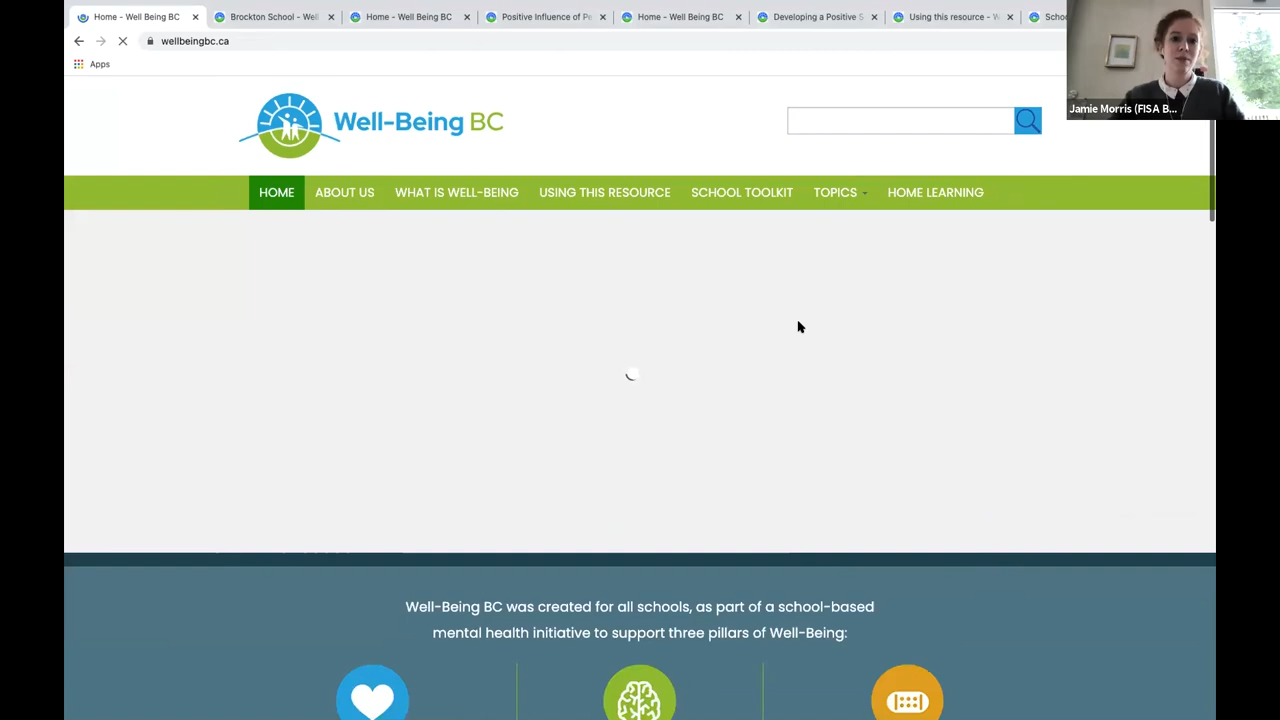 Home - Well Being BC
Brockton School - Well
Home - Well Being BC
Positive Influence of Pe
Home - Well Being BC
Developing a Positive S
Using this resource - W
Schoo
wellbeingbc.ca
Apps
Jamie Morris (FISA B...
Well-Being BC
HOME
ABOUT US
WHAT IS WELL-BEING
USING THIS RESOURCE
SCHOOL TOOLKIT
TOPICS
HOME LEARNING
Well-Being BC was created for all schools, as part of a school-based
mental health initiative to support three pillars of Well-Being: